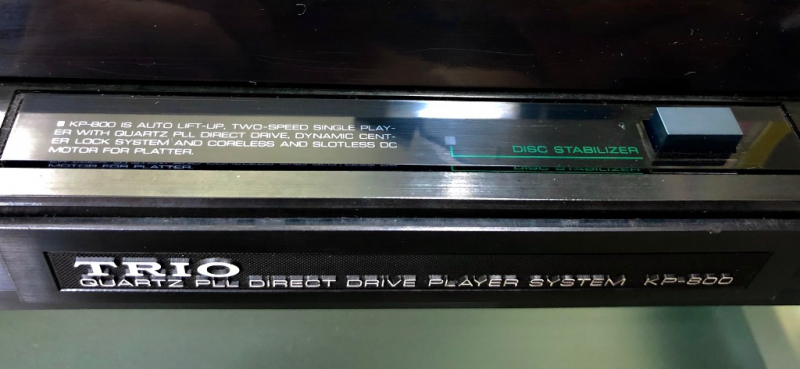 KP-800 IS AUTO LIFT-UP, TWO-SPEED SINGLE PLAY-
ER WITH QUARTZ PLL DIRECT DRIVE, DYNAMIC CENT-
ER LOCK SYSTEM AND CORELESS AND SLOTLESS DC
MOTOR FOR PLATTER.
DISC STABILIZER
TRIO
QUARTZ PLL DIRECT DRIVE PLAYER SYSTEM KP-800